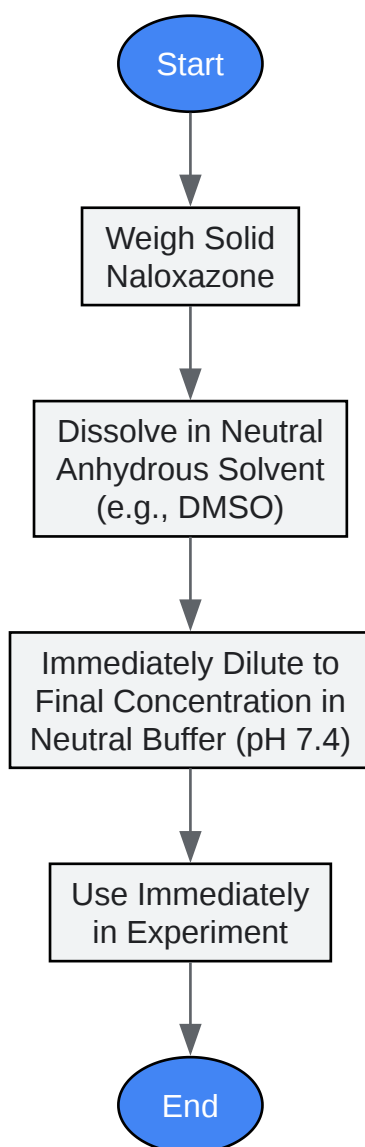 Start
Weigh Solid
Naloxazone
Dissolve in Neutral
Anhydrous Solvent
(e.g., DMSO)
Immediately Dilute to
Final Concentration in
Neutral Buffer (pH 7.4)
Use Immediately
in Experiment
End